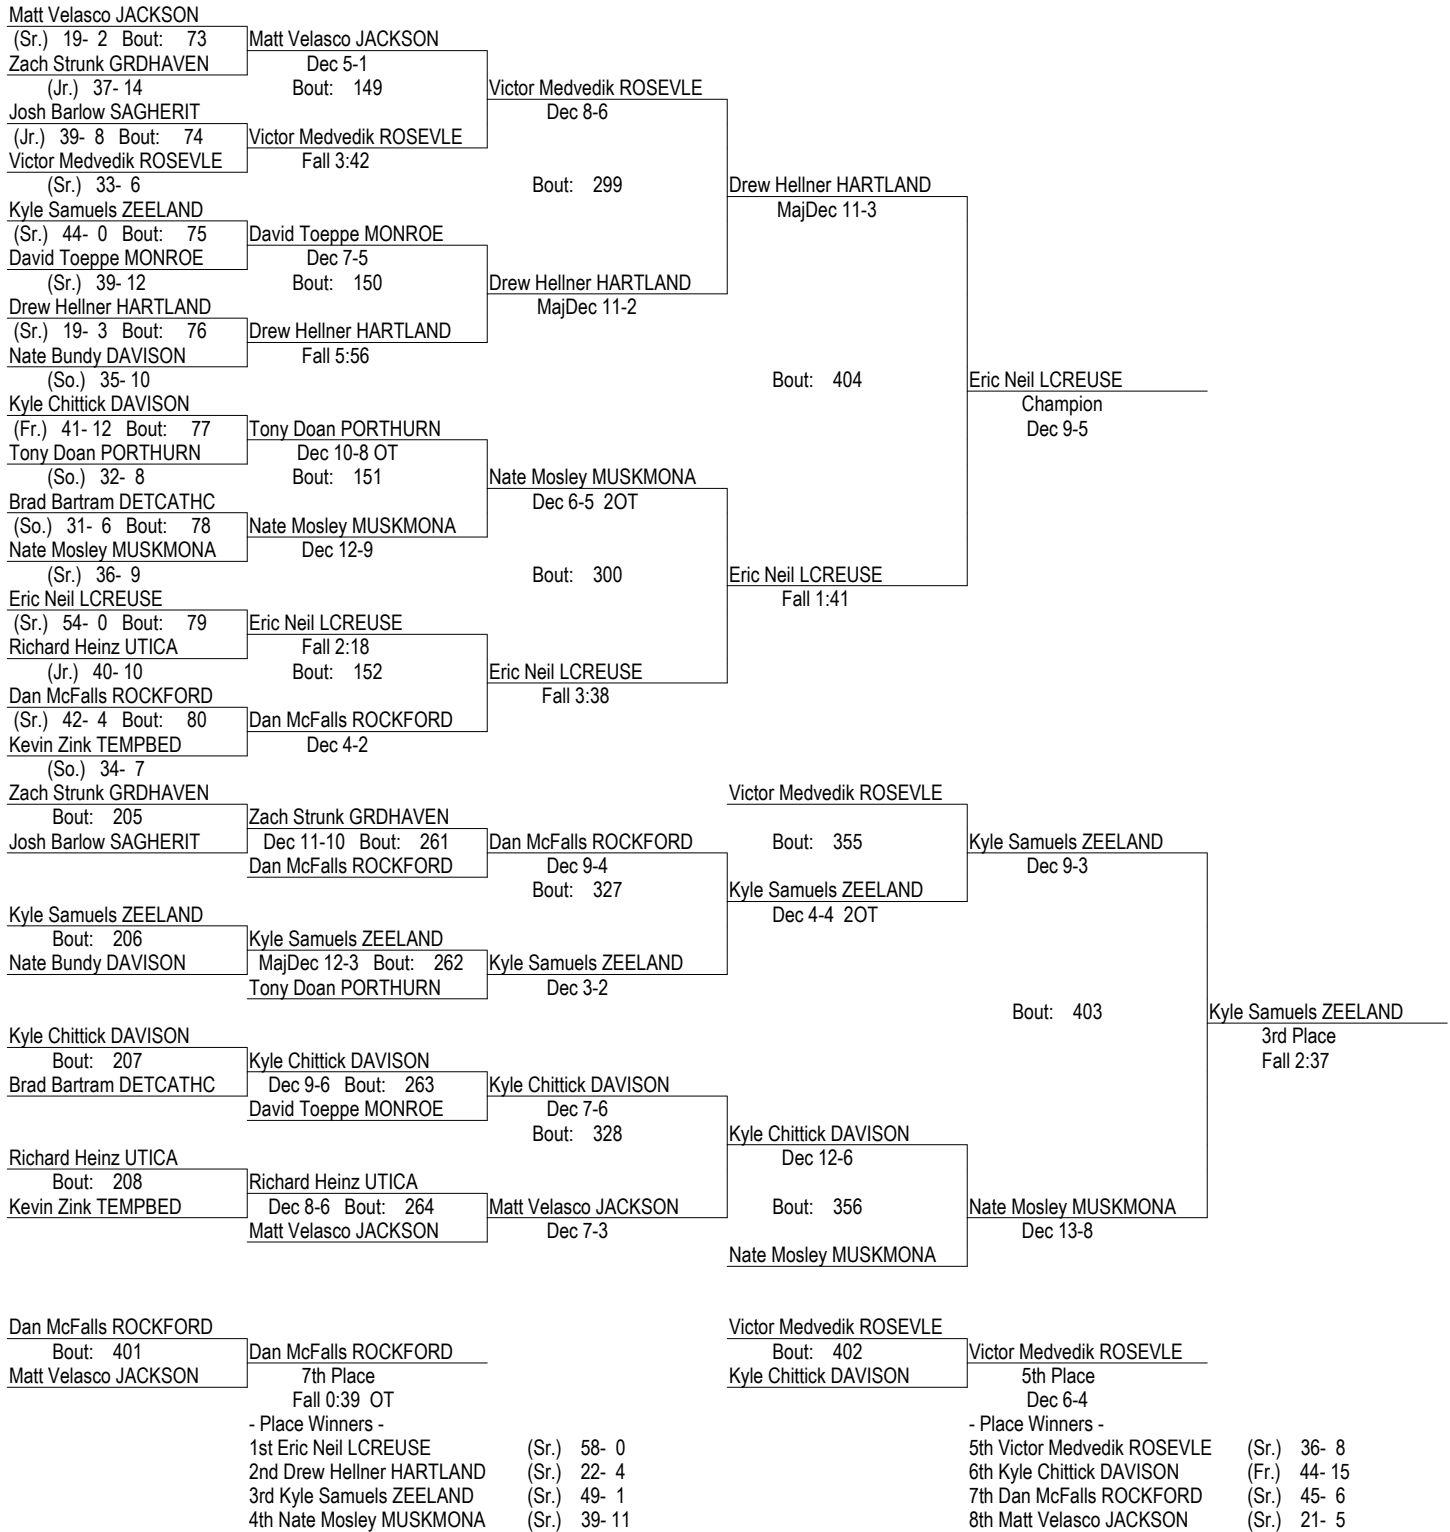 Matt Velasco JACKSON
(Sr.) 19- 2 Bout: 73 Matt Velasco JACKSON
Zach Strunk GRDHAVEN Dec 5-1
(Jr.) 37- 14 Bout: 149 Victor Medvedik ROSEVLE
Josh Barlow SAGHERIT Dec 8-6
(Jr.) 39- 8 Bout: 74 Victor Medvedik ROSEVLE
Victor Medvedik ROSEVLE Fall 3:42
(Sr.) 33- 6 Bout: 299 Drew Hellner HARTLAND
Kyle Samuels ZEELAND MajDec 11-3
(Sr.) 44- 0 Bout: 75 David Toeppe MONROE
David Toeppe MONROE Dec 7-5
(Sr.) 39- 12 Bout: 150 Drew Hellner HARTLAND
Drew Hellner HARTLAND MajDec 11-2
(Sr.) 19- 3 Bout: 76 Drew Hellner HARTLAND
Nate Bundy DAVISON Fall 5:56
(So.) 35- 10 Bout: 404 Eric Neil LCREUSE
Kyle Chittick DAVISON Champion
(Fr.) 41- 12 Bout: 77 Tony Doan PORTHURN Dec 9-5
Tony Doan PORTHURN Dec 10-8 OT
(So.) 32- 8 Bout: 151 Nate Mosley MUSKMONA
Brad Bartram DETCATHC Dec 6-5 2OT
(So.) 31- 6 Bout: 78 Nate Mosley MUSKMONA
Nate Mosley MUSKMONA Dec 12-9
(Sr.) 36- 9 Bout: 300 Eric Neil LCREUSE
Eric Neil LCREUSE Fall 1:41
(Sr.) 54- 0 Bout: 79 Eric Neil LCREUSE
Richard Heinz UTICA Fall 2:18
(Jr.) 40- 10 Bout: 152 Eric Neil LCREUSE
Dan McFalls ROCKFORD Fall 3:38
(Sr.) 42- 4 Bout: 80 Dan McFalls ROCKFORD
Kevin Zink TEMPBED Dec 4-2
(So.) 34- 7
Zach Strunk GRDHAVEN Victor Medvedik ROSEVLE
Bout: 205 Zach Strunk GRDHAVEN
Josh Barlow SAGHERIT Dec 11-10 Bout: 261 Dan McFalls ROCKFORD Bout: 355 Kyle Samuels ZEELAND
Dan McFalls ROCKFORD Dec 9-4 Dec 9-3
Bout: 327 Kyle Samuels ZEELAND
Kyle Samuels ZEELAND Dec 4-4 2OT
Bout: 206 Kyle Samuels ZEELAND
Nate Bundy DAVISON MajDec 12-3 Bout: 262 Kyle Samuels ZEELAND
Tony Doan PORTHURN Dec 3-2
Bout: 403 Kyle Samuels ZEELAND
Kyle Chittick DAVISON 3rd Place
Bout: 207 Kyle Chittick DAVISON Fall 2:37
Brad Bartram DETCATHC Dec 9-6 Bout: 263 Kyle Chittick DAVISON
David Toeppe MONROE Dec 7-6
Bout: 328 Kyle Chittick DAVISON
Richard Heinz UTICA Dec 12-6
Bout: 208 Richard Heinz UTICA
Kevin Zink TEMPBED Dec 8-6 Bout: 264 Matt Velasco JACKSON Bout: 356 Nate Mosley MUSKMONA
Matt Velasco JACKSON Dec 7-3 Dec 13-8
Nate Mosley MUSKMONA
Dan McFalls ROCKFORD Victor Medvedik ROSEVLE
Bout: 401 Dan McFalls ROCKFORD Bout: 402 Victor Medvedik ROSEVLE
Matt Velasco JACKSON 7th Place Kyle Chittick DAVISON 5th Place
Fall 0:39 OT Dec 6-4
- Place Winners - - Place Winners -
1st Eric Neil LCREUSE (Sr.) 58- 0 5th Victor Medvedik ROSEVLE (Sr.) 36- 8
2nd Drew Hellner HARTLAND (Sr.) 22- 4 6th Kyle Chittick DAVISON (Fr.) 44- 15
3rd Kyle Samuels ZEELAND (Sr.) 49- 1 7th Dan McFalls ROCKFORD (Sr.) 45- 6
4th Nate Mosley MUSKMONA (Sr.) 39- 11 8th Matt Velasco JACKSON (Sr.) 21- 5